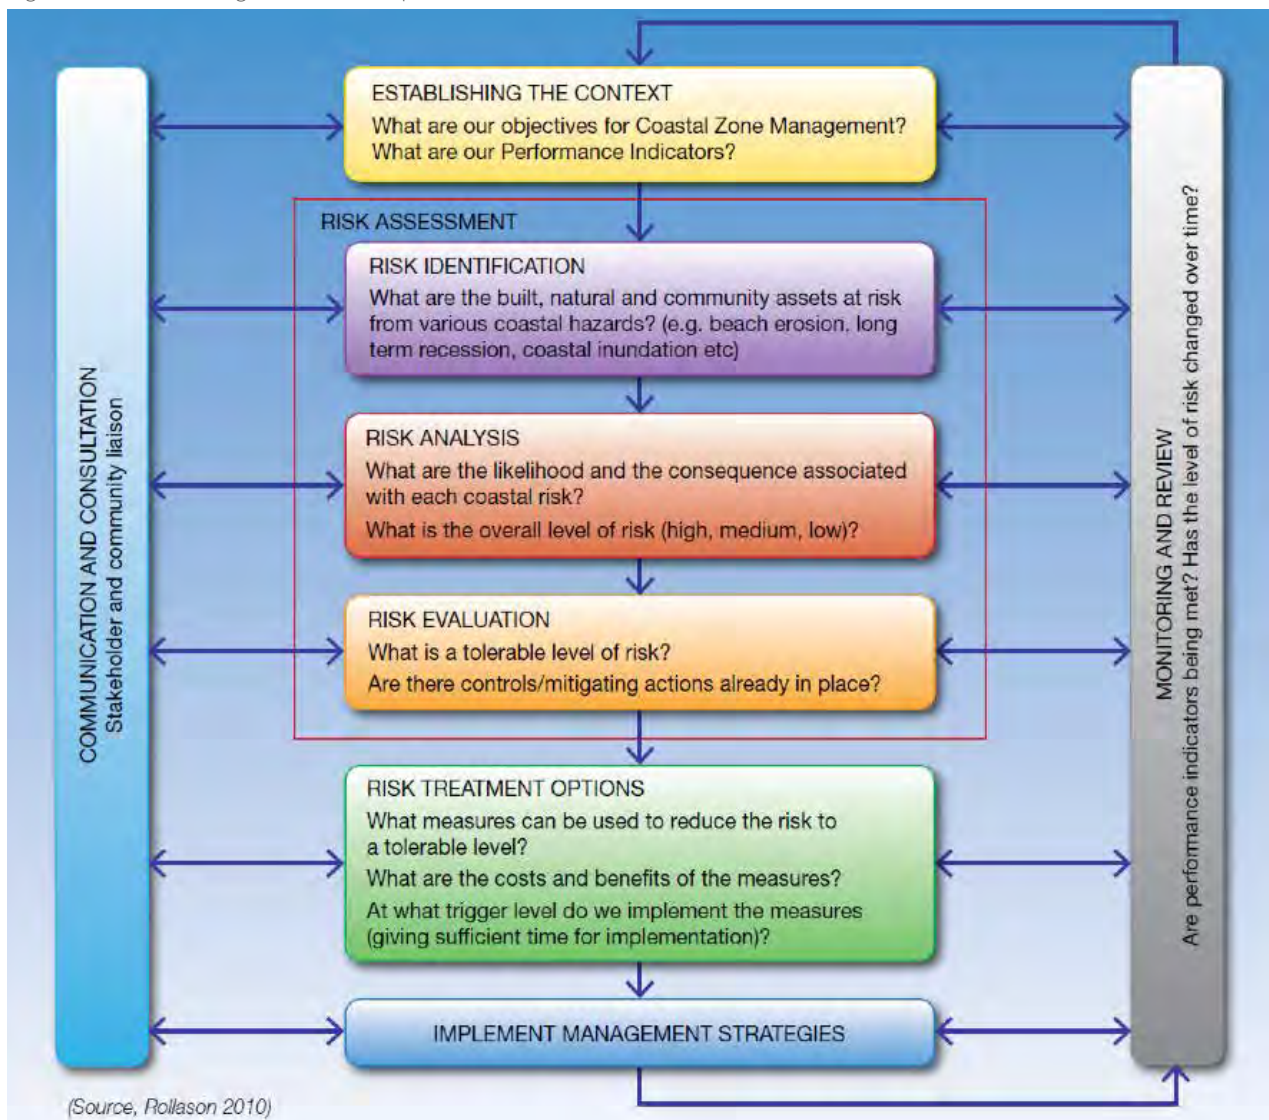 ESTABLISHING THE CONTEXT
What are our objectives for Coastal Zone Management?
What are our Performance Indicators?
RISK ASSESSMENT
RISK IDENTIFICATION
What are the built, natural and community assets at risk
from various coastal hazards? (e.g. beach erosion, long
term recession, coastal inundation etc)
RISK ANALYSIS
What are the likelihood and the consequence associated
with each coastal risk?
What is the overall level of risk (high, medium, low)?
RISK EVALUATION
What is a tolerable level of risk?
Are there controls/mitigating actions already in place?
RISK TREATMENT OPTIONS
What measures can be used to reduce the risk to
a tolerable level?
What are the costs and benefits of the measures?
At what trigger level do we implement the measures
(giving sufficient time for implementation)?
IMPLEMENT MANAGEMENT STRATEGIES
COMMUNICATION AND CONSULTATION
Stakeholder and community liaison
MONITORING AND REVIEW
Are performance indicators being met? Has the level of risk changed over time?
(Source, Rollason 2010)